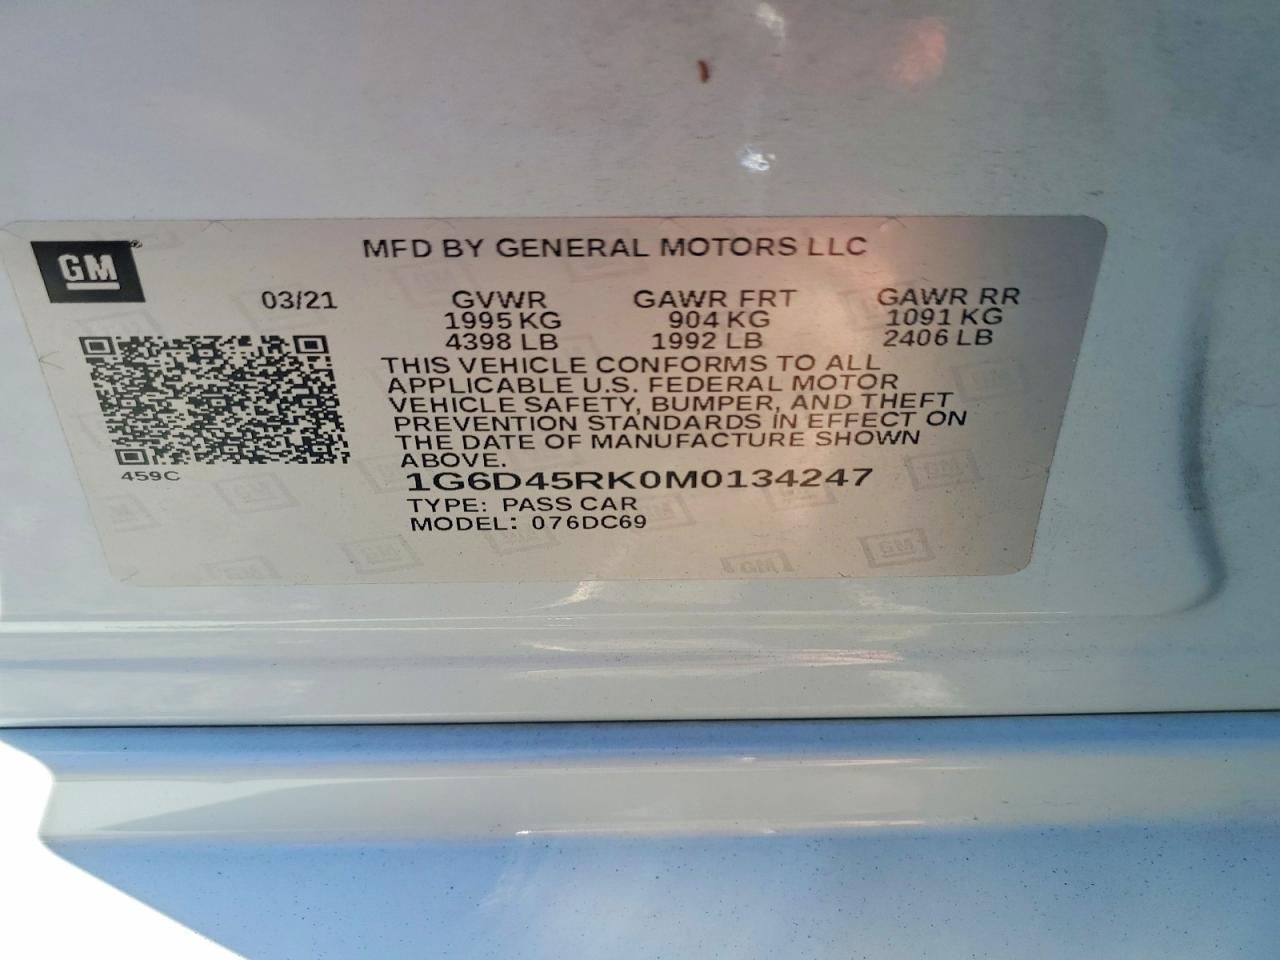 GM
MFD BY GENERAL MOTORS LLC
03/21 GVWR GAWR FRT GAWR RR
1995 KG 904 KG 1091 KG
4398 LB 1992 LB 2406 LB
THIS VEHICLE CONFORMS TO ALL
APPLICABLE U.S. FEDERAL MOTOR
VEHICLE SAFETY, BUMPER, AND THEFT
PREVENTION STANDARDS IN EFFECT ON
THE DATE OF MANUFACTURE SHOWN
ABOVE.
459C
1G6D45RK0M0134247
TYPE: PASS CAR
MODEL: 076DC69